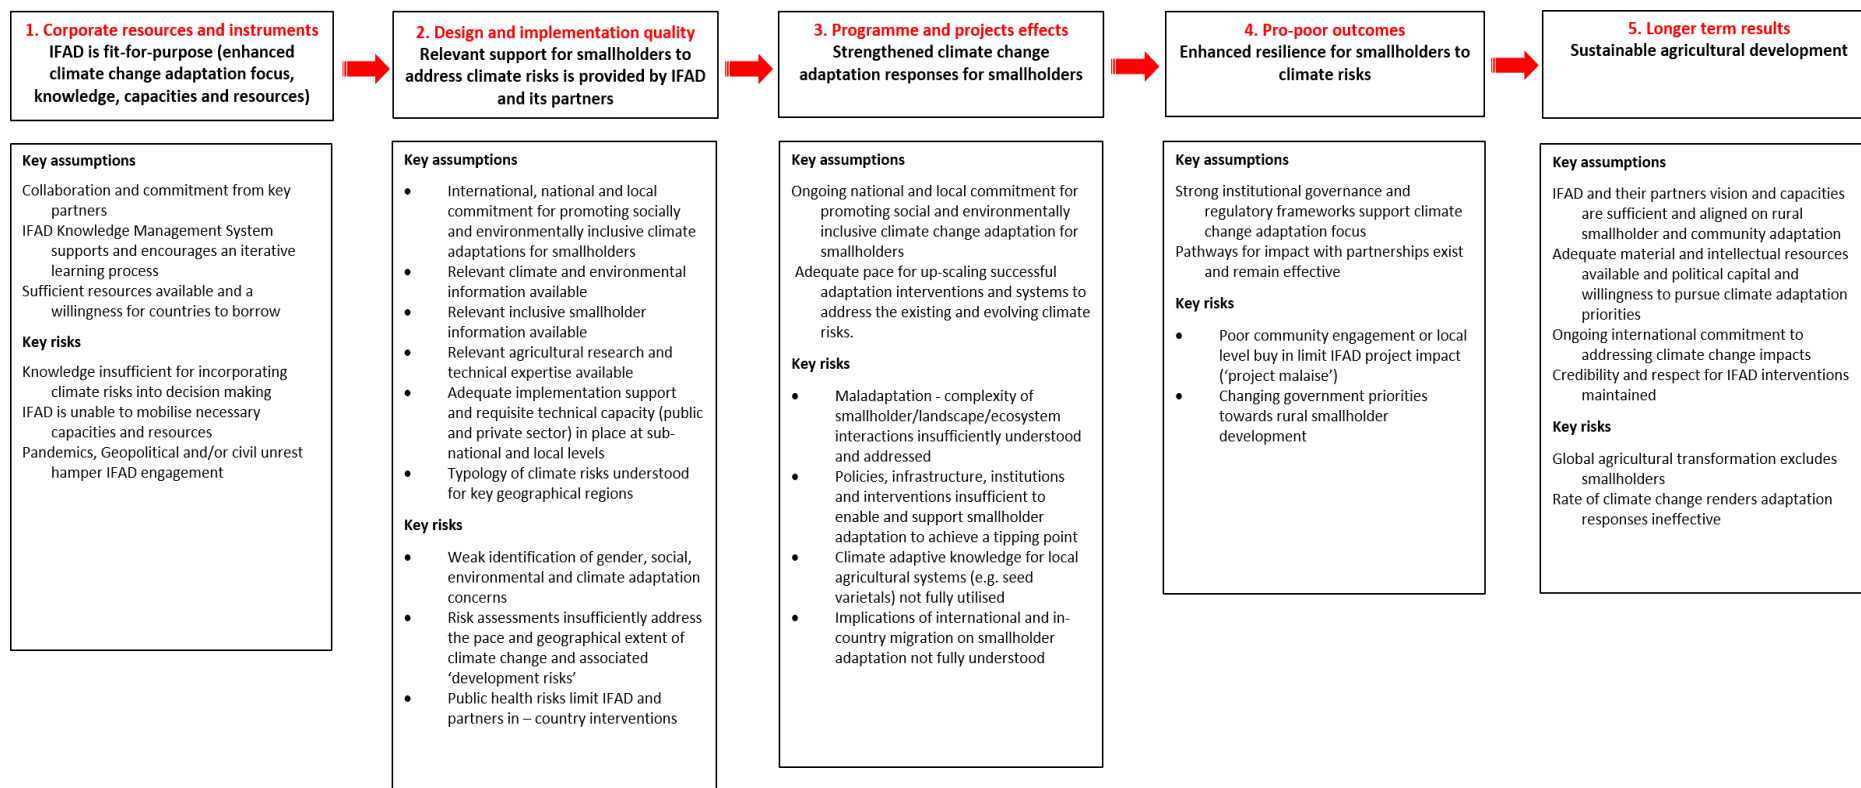 1. Corporate resources and instruments
IFAD is fit-for-purpose (enhanced
climate change adaptation focus,
knowledge, capacities and resources)
2. Design and implementation quality
Relevant support for smallholders to
address climate risks is provided by IFAD
and its partners
3. Programme and projects effects
Strengthened climate change
adaptation responses for smallholders
4. Pro-poor outcomes
Enhanced resilience for smallholders to
climate risks
5. Longer term results
Sustainable agricultural development
Key assumptions
Collaboration and commitment from key
partners
IFAD Knowledge Management System
supports and encourages an iterative
learning process
Sufficient resources available and a
willingness for countries to borrow
Key risks
Knowledge insufficient for incorporating
climate risks into decision making
IFAD is unable to mobilise necessary
capacities and resources
Pandemics, Geopolitical and/or civil unrest
hamper IFAD engagement
Key assumptions
• International, national and local
commitment for promoting socially
and environmentally inclusive climate
adaptations for smallholders
• Relevant climate and environmental
information available
• Relevant inclusive smallholder
information available
• Relevant agricultural research and
technical expertise available
• Adequate implementation support
and requisite technical capacity (public
and private sector) in place at sub-
national and local levels
• Typology of climate risks understood
for key geographical regions
Key risks
• Weak identification of gender, social,
environmental and climate adaptation
concerns
• Risk assessments insufficiently address
the pace and geographical extent of
climate change and associated
‘development risks’
• Public health risks limit IFAD and
partners in – country interventions
Key assumptions
Ongoing national and local commitment for
promoting social and environmentally
inclusive climate change adaptation for
smallholders
Adequate pace for up-scaling successful
adaptation interventions and systems to
address the existing and evolving climate
risks.
Key risks
• Maladaptation - complexity of
smallholder/landscape/ecosystem
interactions insufficiently understood
and addressed
• Policies, infrastructure, institutions
and interventions insufficient to
enable and support smallholder
adaptation to achieve a tipping point
• Climate adaptive knowledge for local
agricultural systems (e.g. seed
varietals) not fully utilised
• Implications of international and in-
country migration on smallholder
adaptation not fully understood
Key assumptions
Strong institutional governance and
regulatory frameworks support climate
change adaptation focus
Pathways for impact with partnerships exist
and remain effective
Key risks
• Poor community engagement or local
level buy in limit IFAD project impact
(‘project malaise’)
• Changing government priorities
towards rural smallholder
development
Key assumptions
IFAD and their partners vision and capacities
are sufficient and aligned on rural
smallholder and community adaptation
Adequate material and intellectual resources
available and political capital and
willingness to pursue climate adaptation
priorities
Ongoing international commitment to
addressing climate change impacts
Credibility and respect for IFAD interventions
maintained
Key risks
Global agricultural transformation excludes
smallholders
Rate of climate change renders adaptation
responses ineffective